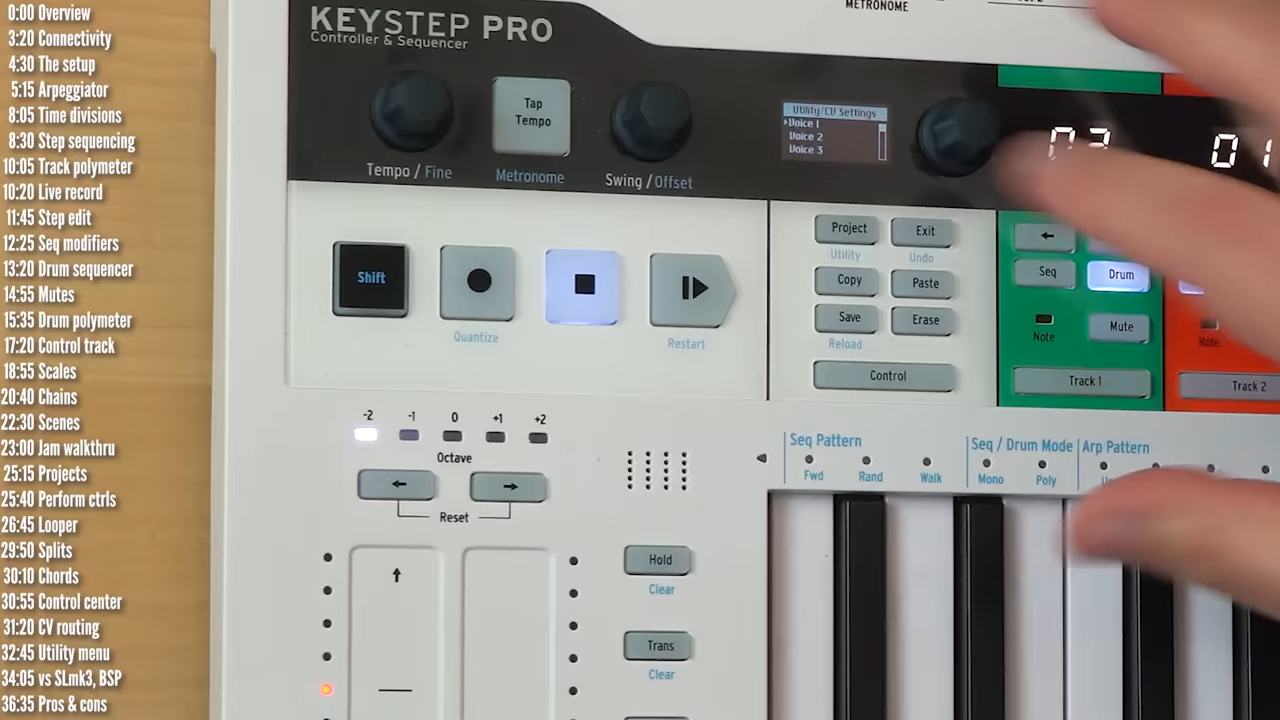 0:00 Overview
3:20 Connectivity
4:30 The setup
5:15 Arpeggiator
8:05 Time divisions
8:30 Step sequencing
10:05 Track polymeter
10:20 Live record
11:45 Step edit
12:25 Seq modifiers
13:20 Drum sequencer
14:55 Mutes
15:35 Drum polymeter
17:20 Control track
18:55 Scales
20:40 Chains
22:30 Scenes
23:00 Jam walkthru
25:15 Projects
25:40 Perform ctrls
26:45 Looper
29:50 Splits
30:10 Chords
30:55 Control center
31:20 CV routing
32:45 Utility menu
34:05 vs SLmk3, BSP
36:35 Pros & cons
METRONOME
KEYSTEP PRO
Controller & Sequencer
Tap
Tempo
Tempo / Fine
Metronome
Swing / Offset
Utility/CV Settings
Voice 1
Voice 2
Voice 3
03
01
Shift
Quantize
Restart
Project
Exit
Utility
Undo
Copy
Paste
Save
Erase
Reload
Control
Seq
Drum
Note
Mute
Note
Track 1
Track 2
-2
-1
0
+1
+2
Octave
Reset
Seq Pattern
Seq / Drum Mode
Arp Pattern
Fwd
Rand
Walk
Mono
Poly
Hold
Clear
Trans
Clear